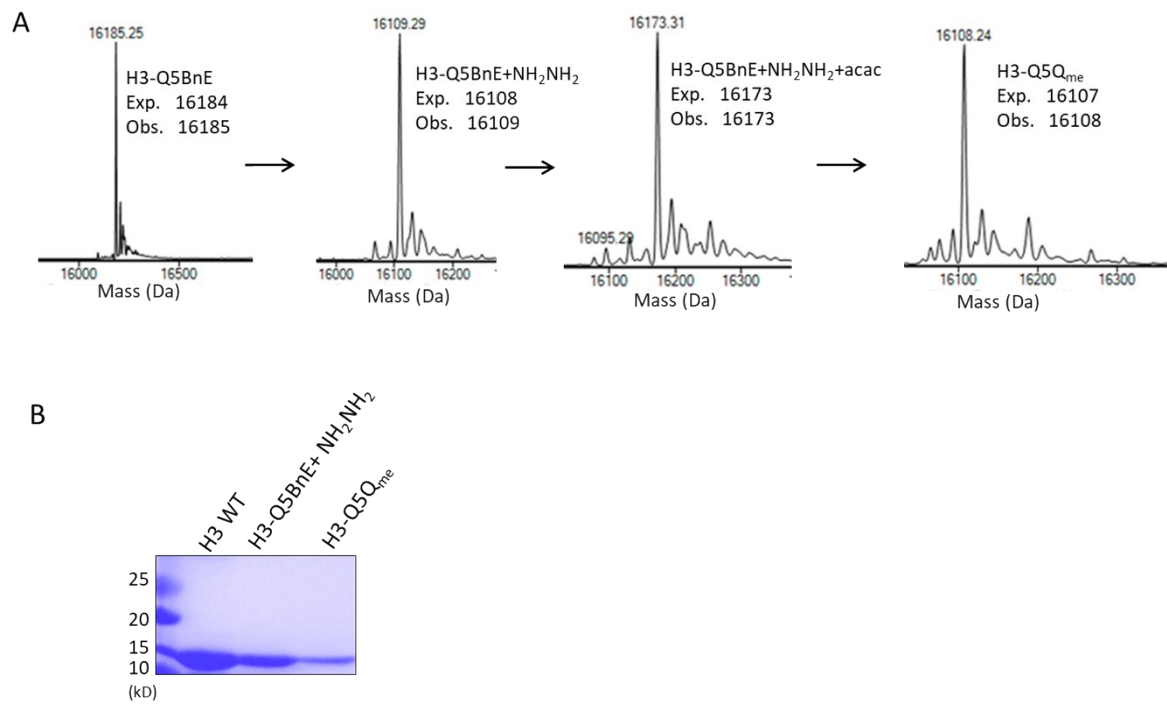 A
16185.25
H3-Q5BnE
Exp. 16184
Obs. 16185
16000 16500
Mass (Da)
16109.29
H3-Q5BnE+NH₂NH₂
Exp. 16108
Obs. 16109
16000 16100 16200
Mass (Da)
16173.31
H3-Q5BnE+NH₂NH₂+acac
Exp. 16173
Obs. 16173
16095.29
16100 16200 16300
Mass (Da)
16108.24
H3-Q5Qme
Exp. 16107
Obs. 16108
16100 16200 16300
Mass (Da)
B
H3 WT
H3-Q5BnE+ NH₂NH₂
H3-Q5Qme
25
20
15
10
(kD)